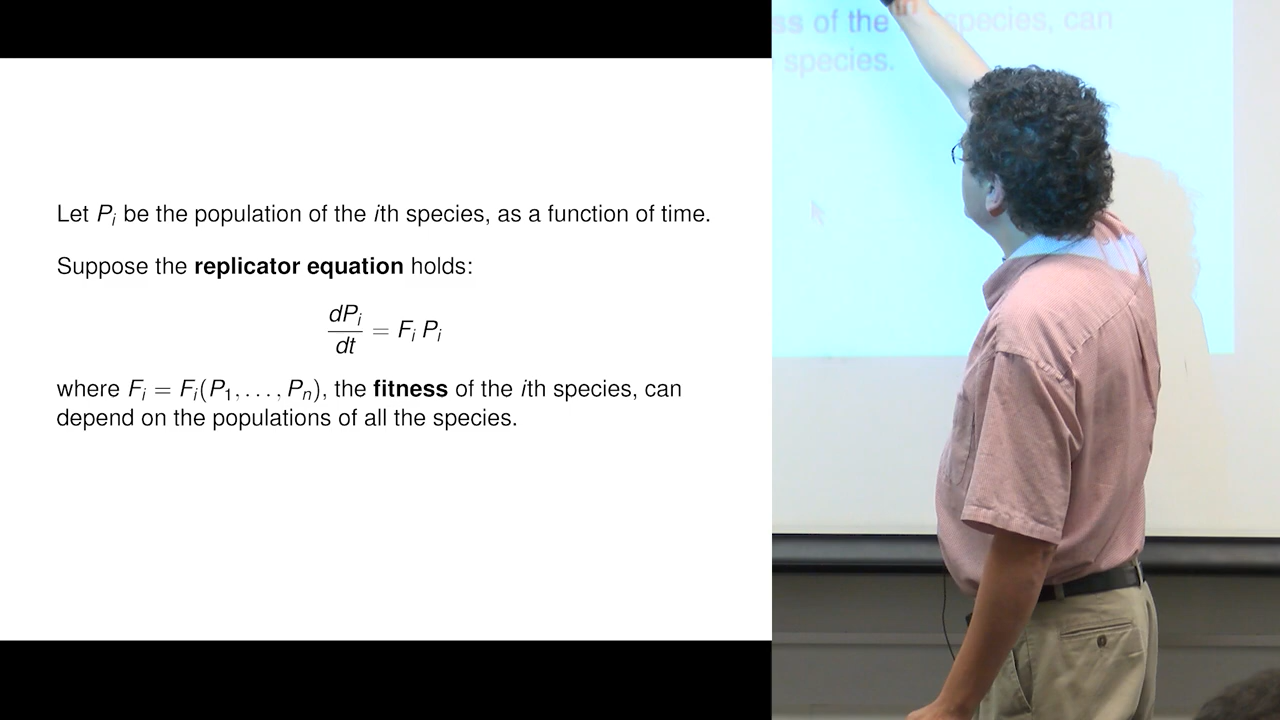 Let Pᵢ be the population of the ith species, as a function of time.
Suppose the replicator equation holds:
dPᵢ/dt = Fᵢ Pᵢ
where Fᵢ = Fᵢ(P₁, . . . , Pₙ), the fitness of the ith species, can
depend on the populations of all the species.
ss of the species, can
species.